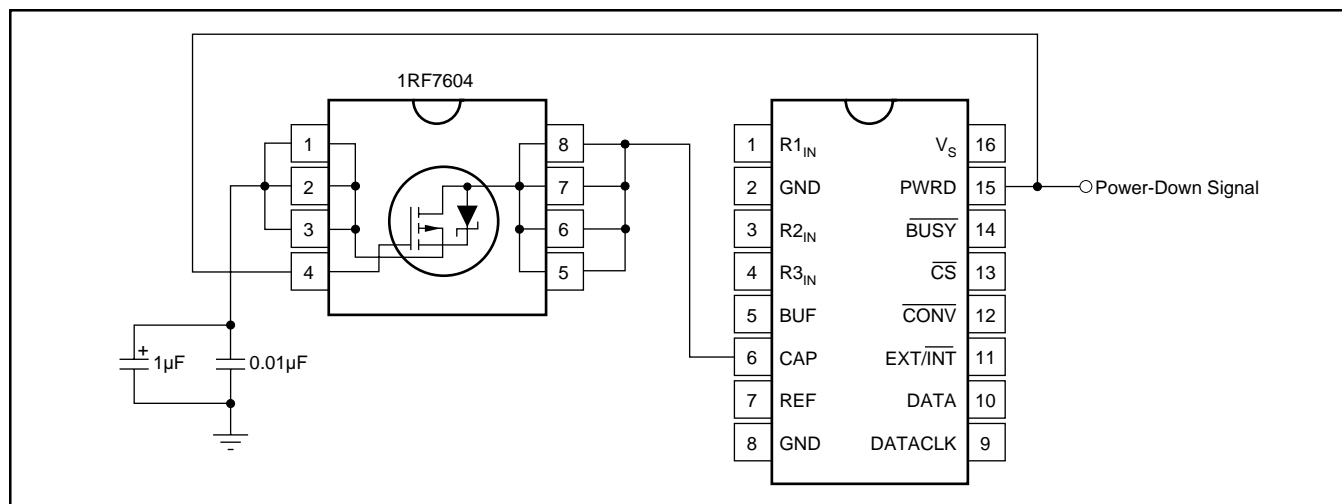 1RF7604
1
2
3
4
8
7
6
5
1µF
+
0.01µF
1 R1IN
2 GND
3 R2IN
4 R3IN
5 BUF
6 CAP
7 REF
8 GND
VS 16
PWRD 15
BUSY 14
CS 13
CONV 12
EXT/INT 11
DATA 10
DATACLK 9
Power-Down Signal